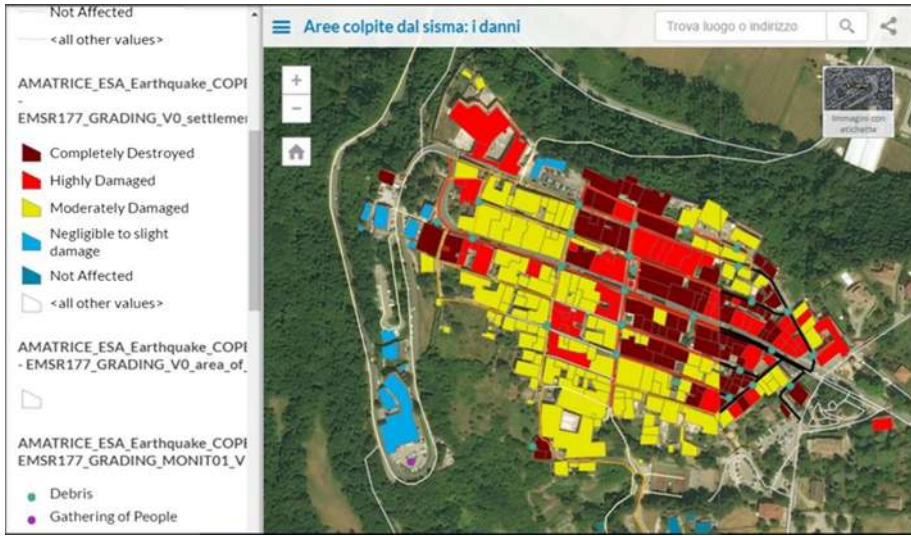 Not Affected
<all other values>
AMATRICE_ESA_Earthquake_COPE
-
EMSR177_GRADING_V0_settlemen
Completely Destroyed
Highly Damaged
Moderately Damaged
Negligible to slight
damage
Not Affected
<all other values>
AMATRICE_ESA_Earthquake_COPE
- EMSR177_GRADING_V0_area_of_
AMATRICE_ESA_Earthquake_COPE
EMSR177_GRADING_MONIT01_V
Debris
Gathering of People
Aree colpite dal sisma: i danni
Trova luogo o indirizzo
+
−
Immagini con
etichette